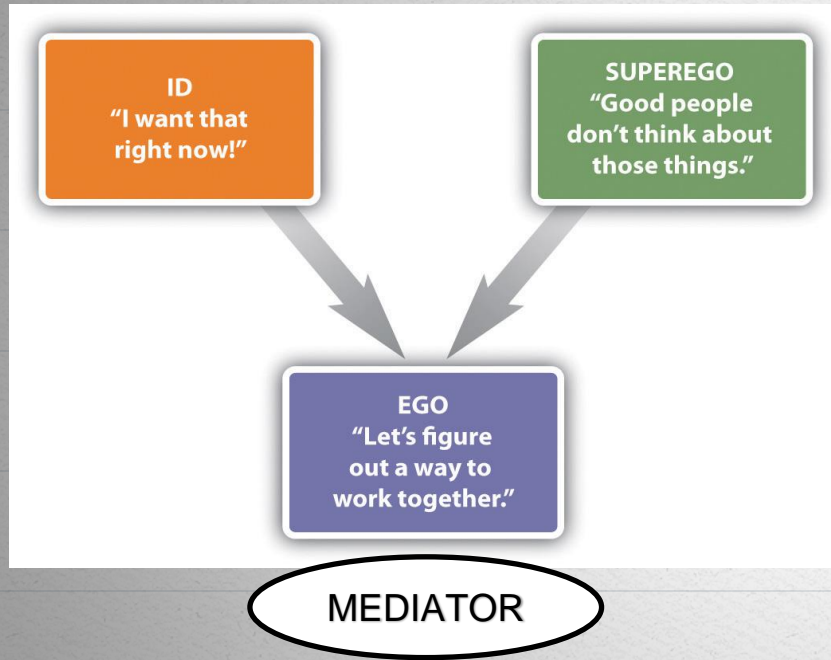 ID
“I want that
right now!”
SUPEREGO
“Good people
don’t think about
those things.”
EGO
“Let’s figure
out a way to
work together.”
MEDIATOR